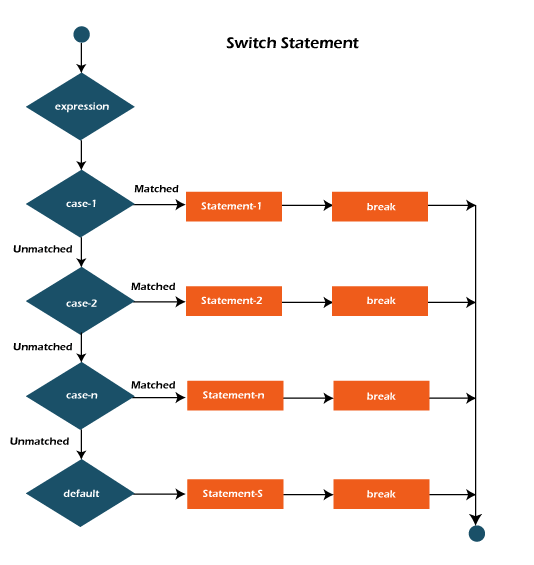 Switch Statement
expression
case-1
Matched
Statement-1
break
Unmatched
case-2
Matched
Statement-2
break
Unmatched
case-n
Matched
Statement-n
break
Unmatched
default
Statement-S
break